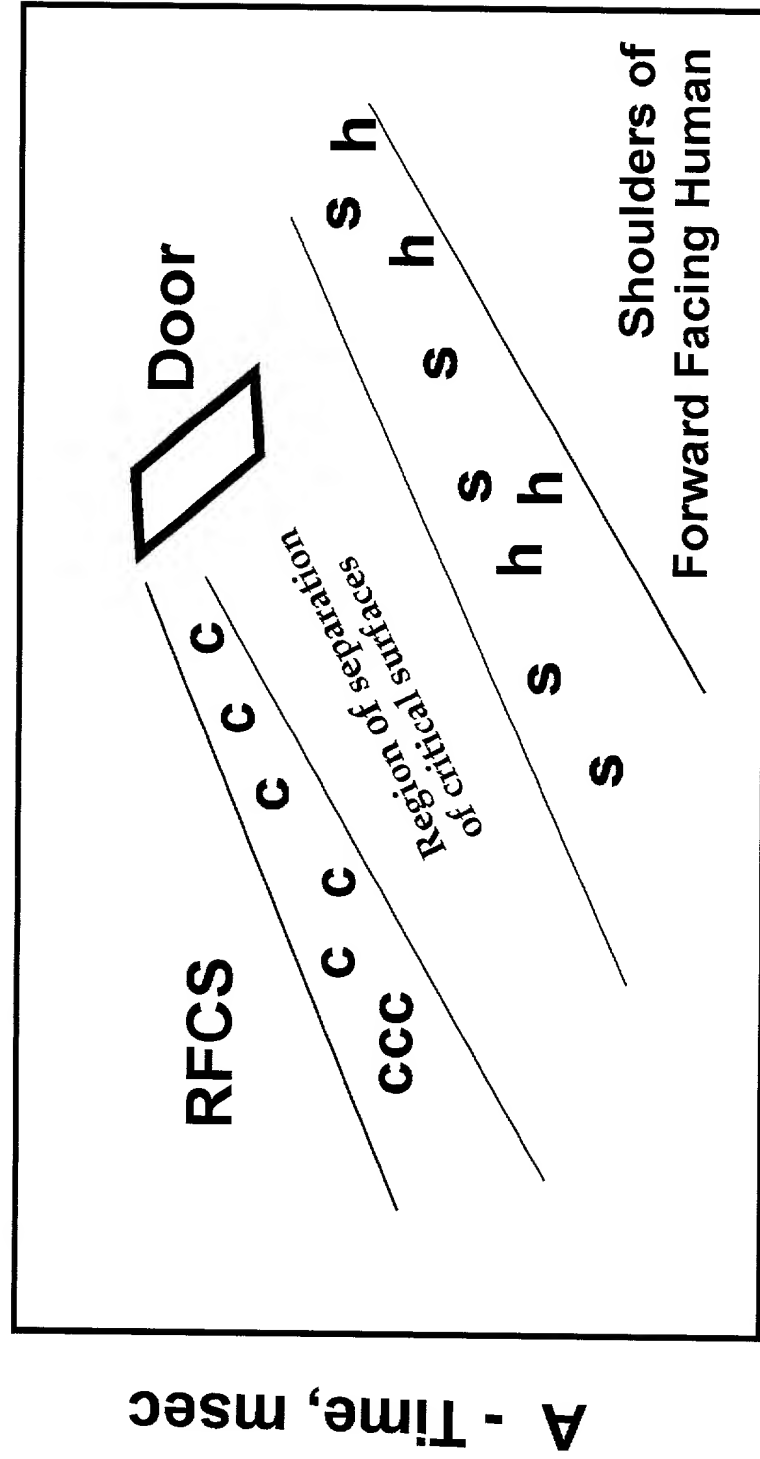 Door
RFCS
c
c
c
c c
ccc
Region of separation
of critical surfaces
s h
h
s
s
h h
s
s
Shoulders of
Forward Facing Human
A - Time, msec